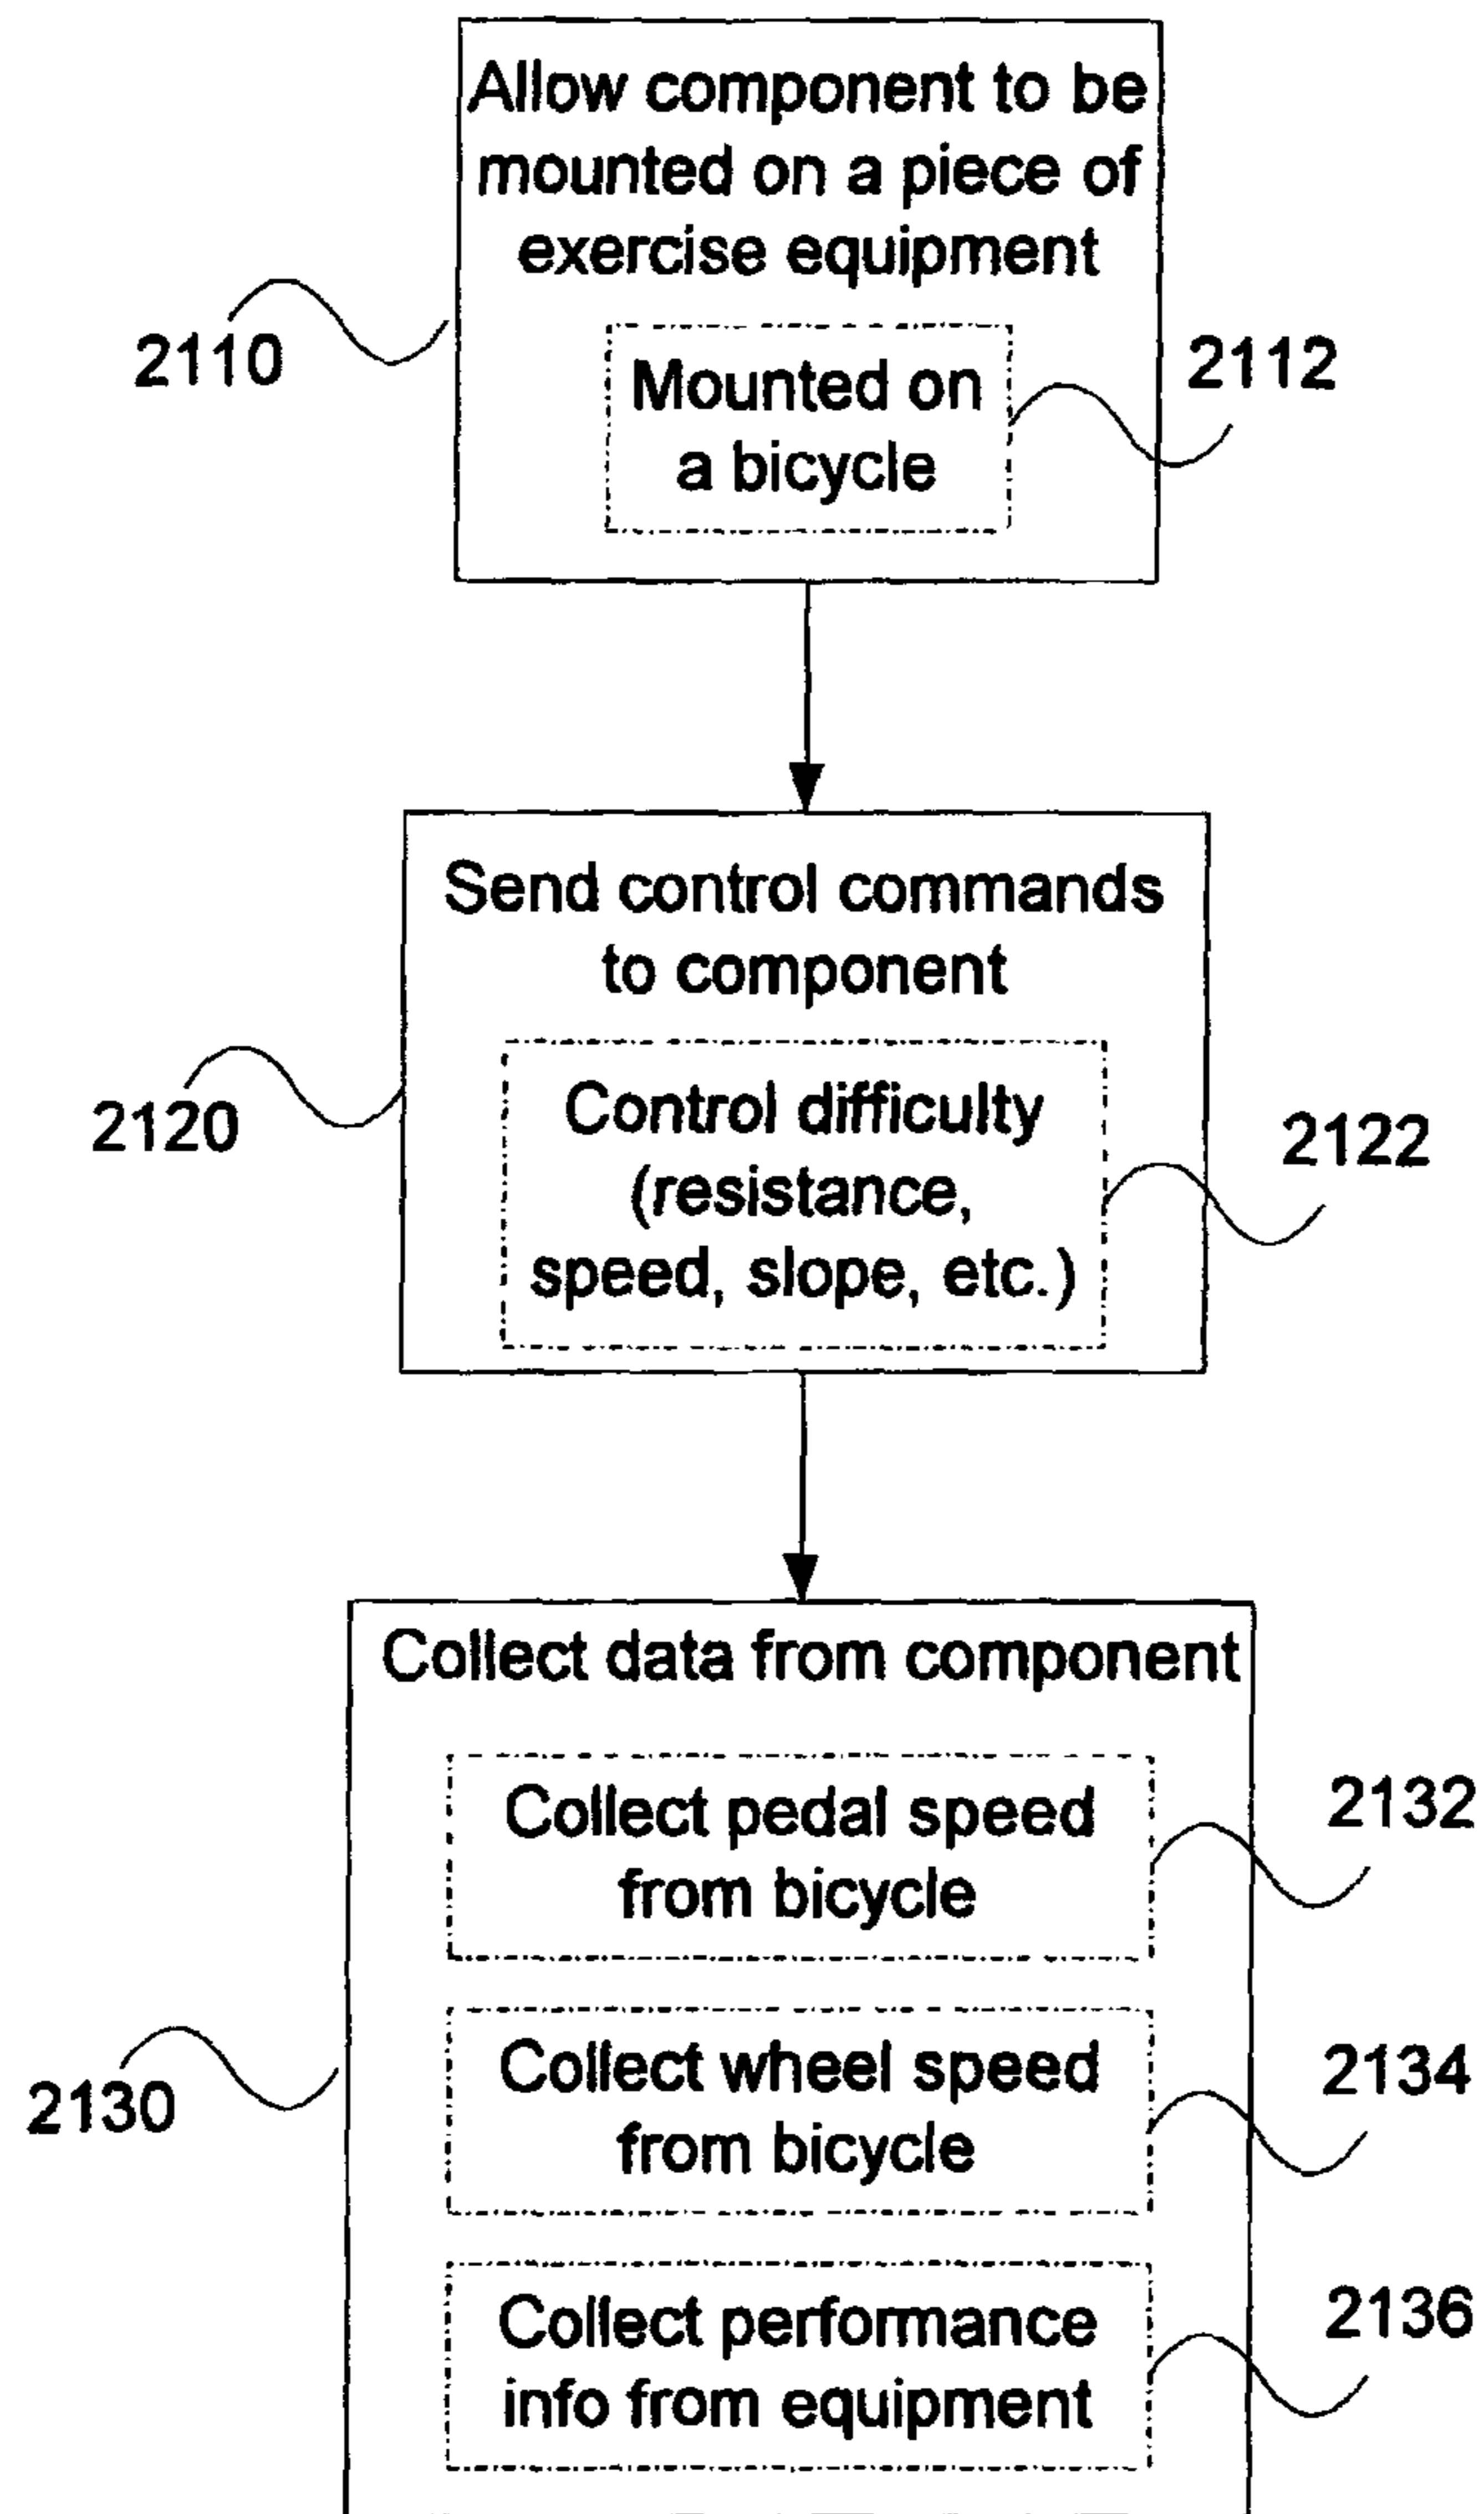 Allow component to be
mounted on a piece of
exercise equipment
2110
Mounted on
a bicycle
2112
Send control commands
to component
2120
Control difficulty
(resistance,
speed, slope, etc.)
2122
Collect data from component
2130
Collect pedal speed
from bicycle
2132
Collect wheel speed
from bicycle
2134
Collect performance
info from equipment
2136